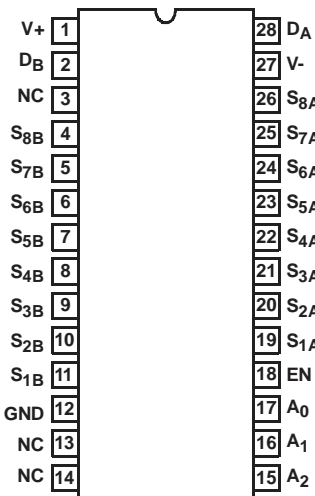 V+ 1 28 DA
DB 2 27 V-
NC 3 26 S8A
S8B 4 25 S7A
S7B 5 24 S6A
S6B 6 23 S5A
S5B 7 22 S4A
S4B 8 21 S3A
S3B 9 20 S2A
S2B 10 19 S1A
S1B 11 18 EN
GND 12 17 A0
NC 13 16 A1
NC 14 15 A2